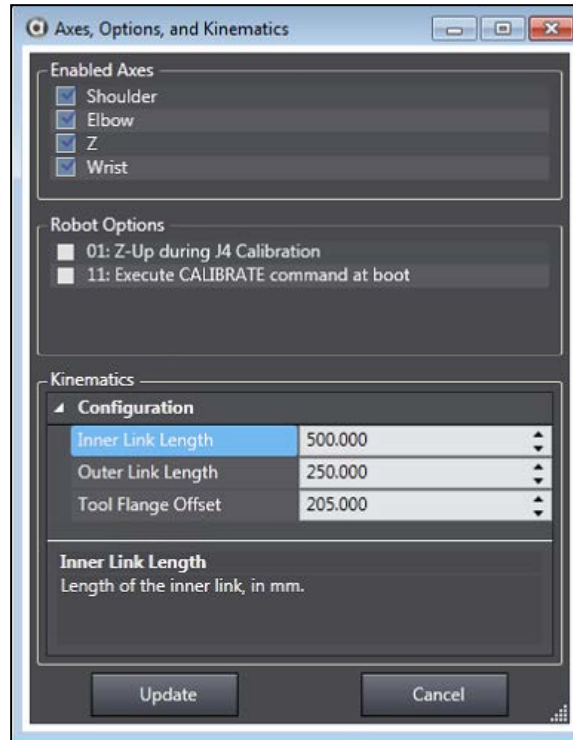 Axes, Options, and Kinematics
Enabled Axes
Shoulder
Elbow
Z
Wrist
Robot Options
01: Z-Up during J4 Calibration
11: Execute CALIBRATE command at boot
Kinematics
Configuration
Inner Link Length 500.000
Outer Link Length 250.000
Tool Flange Offset 205.000
Inner Link Length
Length of the inner link, in mm.
Update Cancel